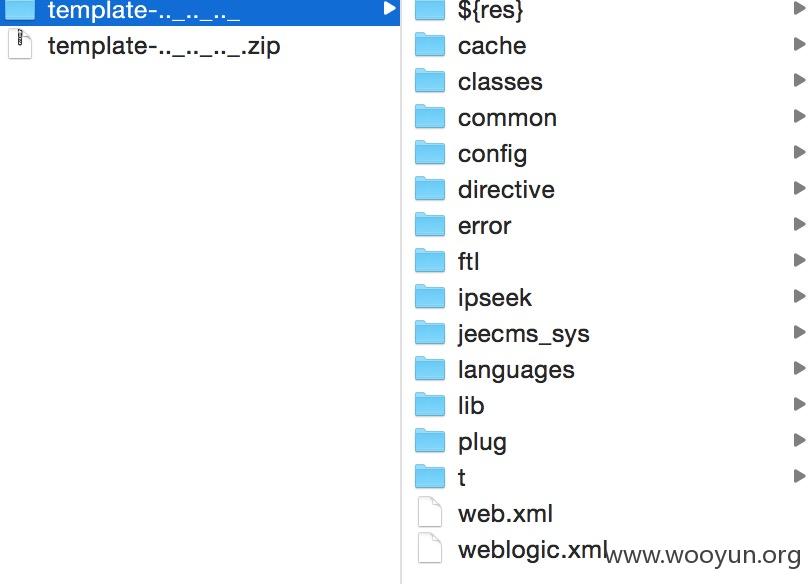 template-.._.._.._
template-.._.._.._.zip
${res}
cache
classes
common
config
directive
error
ftl
ipseek
jeecms_sys
languages
lib
plug
t
web.xml
weblogic.xml
www.wooyun.org